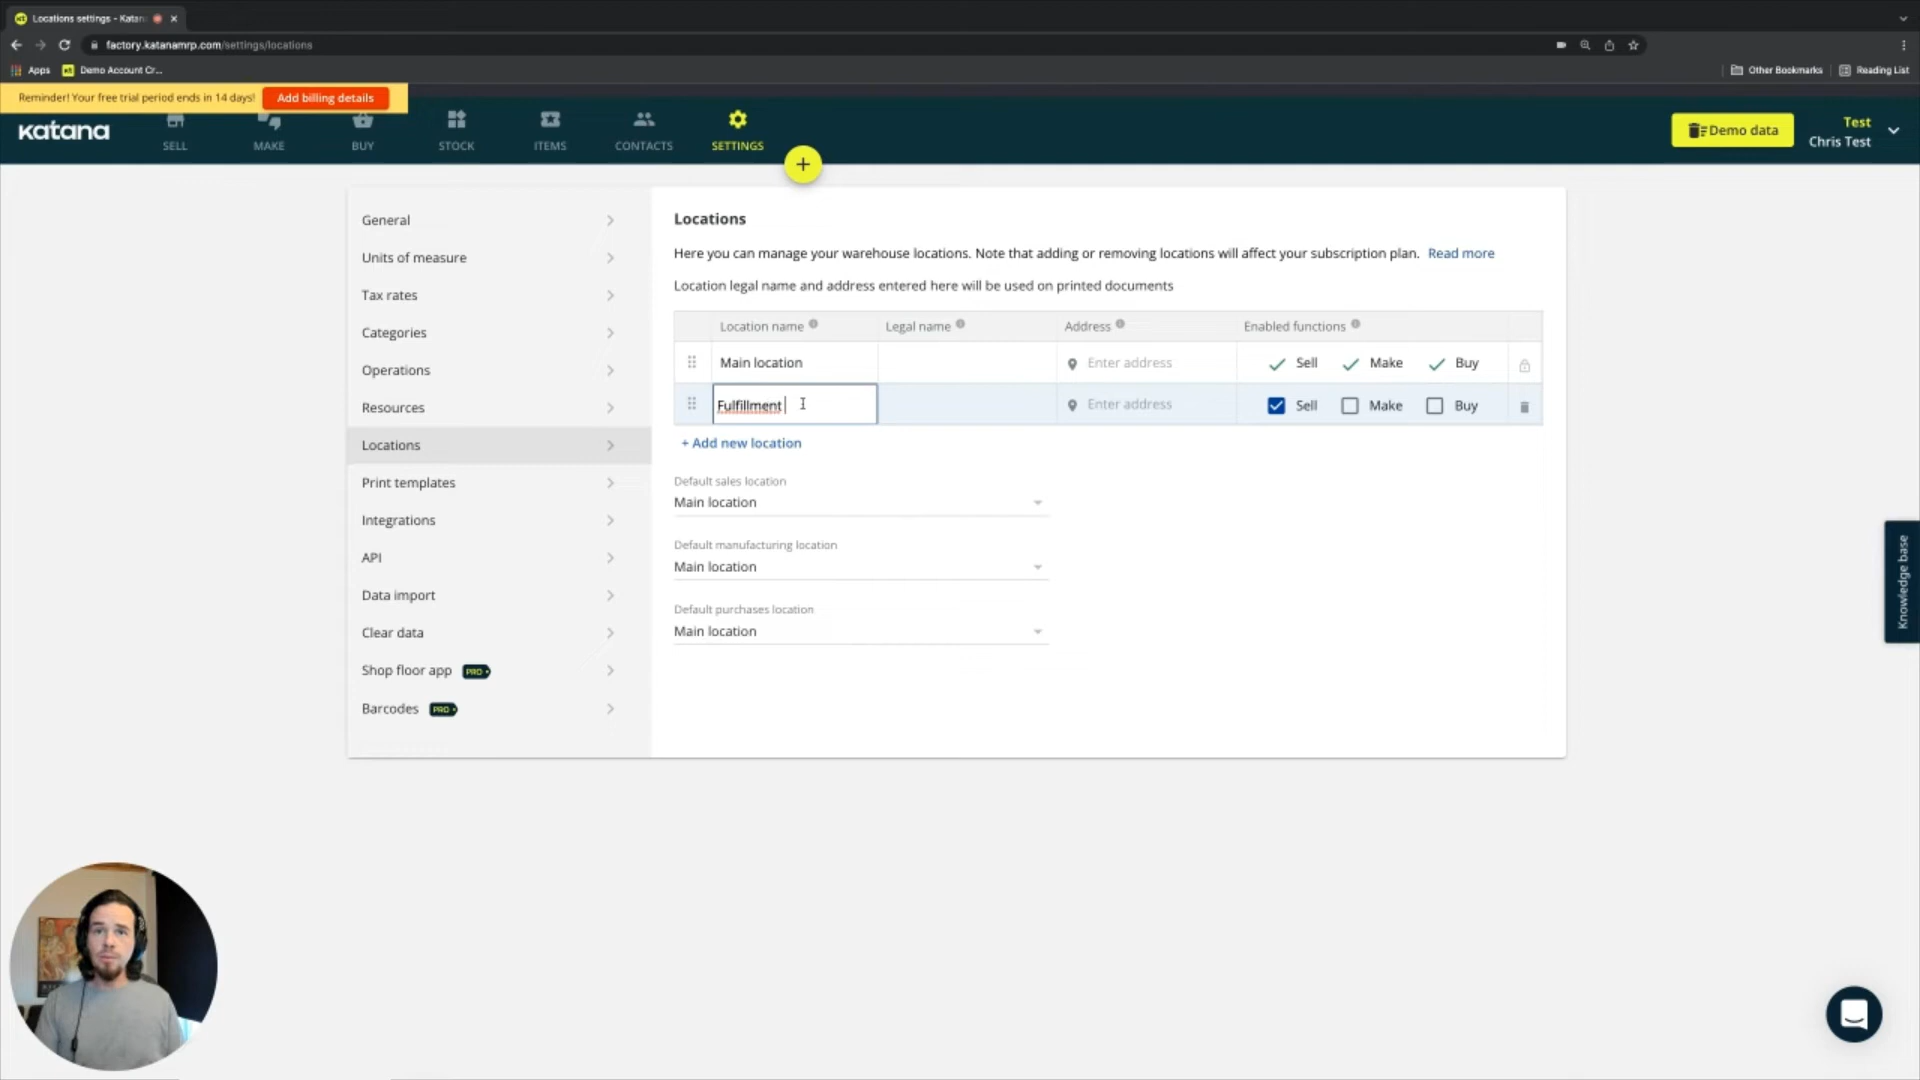 Locations settings - Katana
factory.katanamrp.com/settings/locations
Apps
Demo Account Cr...
Other Bookmarks
Reading List
Reminder! Your free trial period ends in 14 days!
Add billing details
katana
SELL
MAKE
BUY
STOCK
ITEMS
CONTACTS
SETTINGS
+
Demo data
Test
Chris Test
General
Units of measure
Tax rates
Categories
Operations
Resources
Locations
Print templates
Integrations
API
Data import
Clear data
Shop floor app PRO
Barcodes PRO
Locations
Here you can manage your warehouse locations. Note that adding or removing locations will affect your subscription plan. Read more
Location legal name and address entered here will be used on printed documents
Location name Legal name Address Enabled functions
Main location Enter address Sell Make Buy
Fulfillment Enter address Sell Make Buy
+ Add new location
Default sales location
Main location
Default manufacturing location
Main location
Default purchases location
Main location
Knowledge base